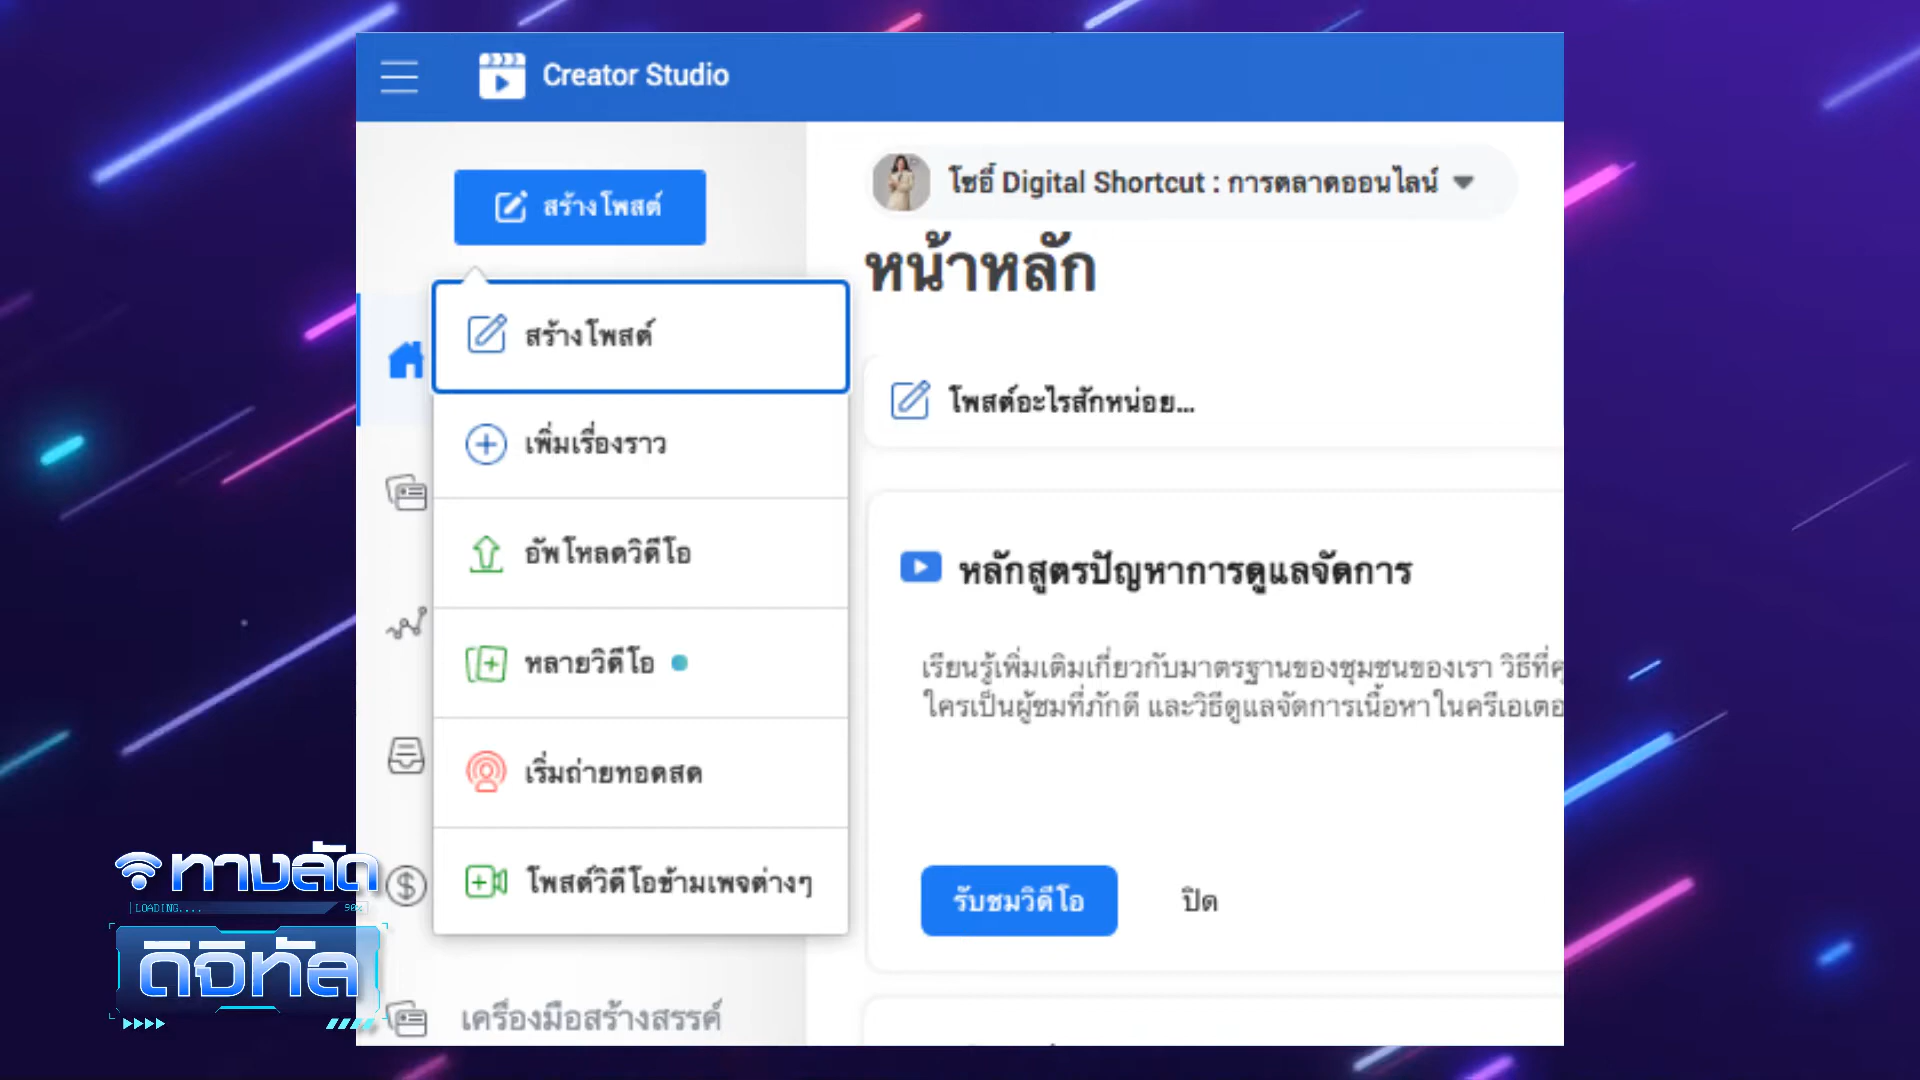 Creator Studio
สร้างโพสต์
โซอี้ Digital Shortcut : การตลาดออนไลน์
หน้าหลัก
สร้างโพสต์
โพสต์อะไรสักหน่อย...
เพิ่มเรื่องราว
อัพโหลดวิดีโอ
หลักสูตรปัญหาการดูแลจัดการ
หลายวิดีโอ
เรียนรู้เพิ่มเติมเกี่ยวกับมาตรฐานของชุมชนของเรา วิธีที่
ใครเป็นผู้ชมที่ภักดี และวิธีดูแลจัดการเนื้อหาในครีเอเตอ
เริ่มถ่ายทอดสด
โพสต์วิดีโอข้ามเพจต่างๆ
รับชมวิดีโอ
ปิด
ทางลัด
LOADING.... 90%
ดิจิทัล
เครื่องมือสร้างสรรค์